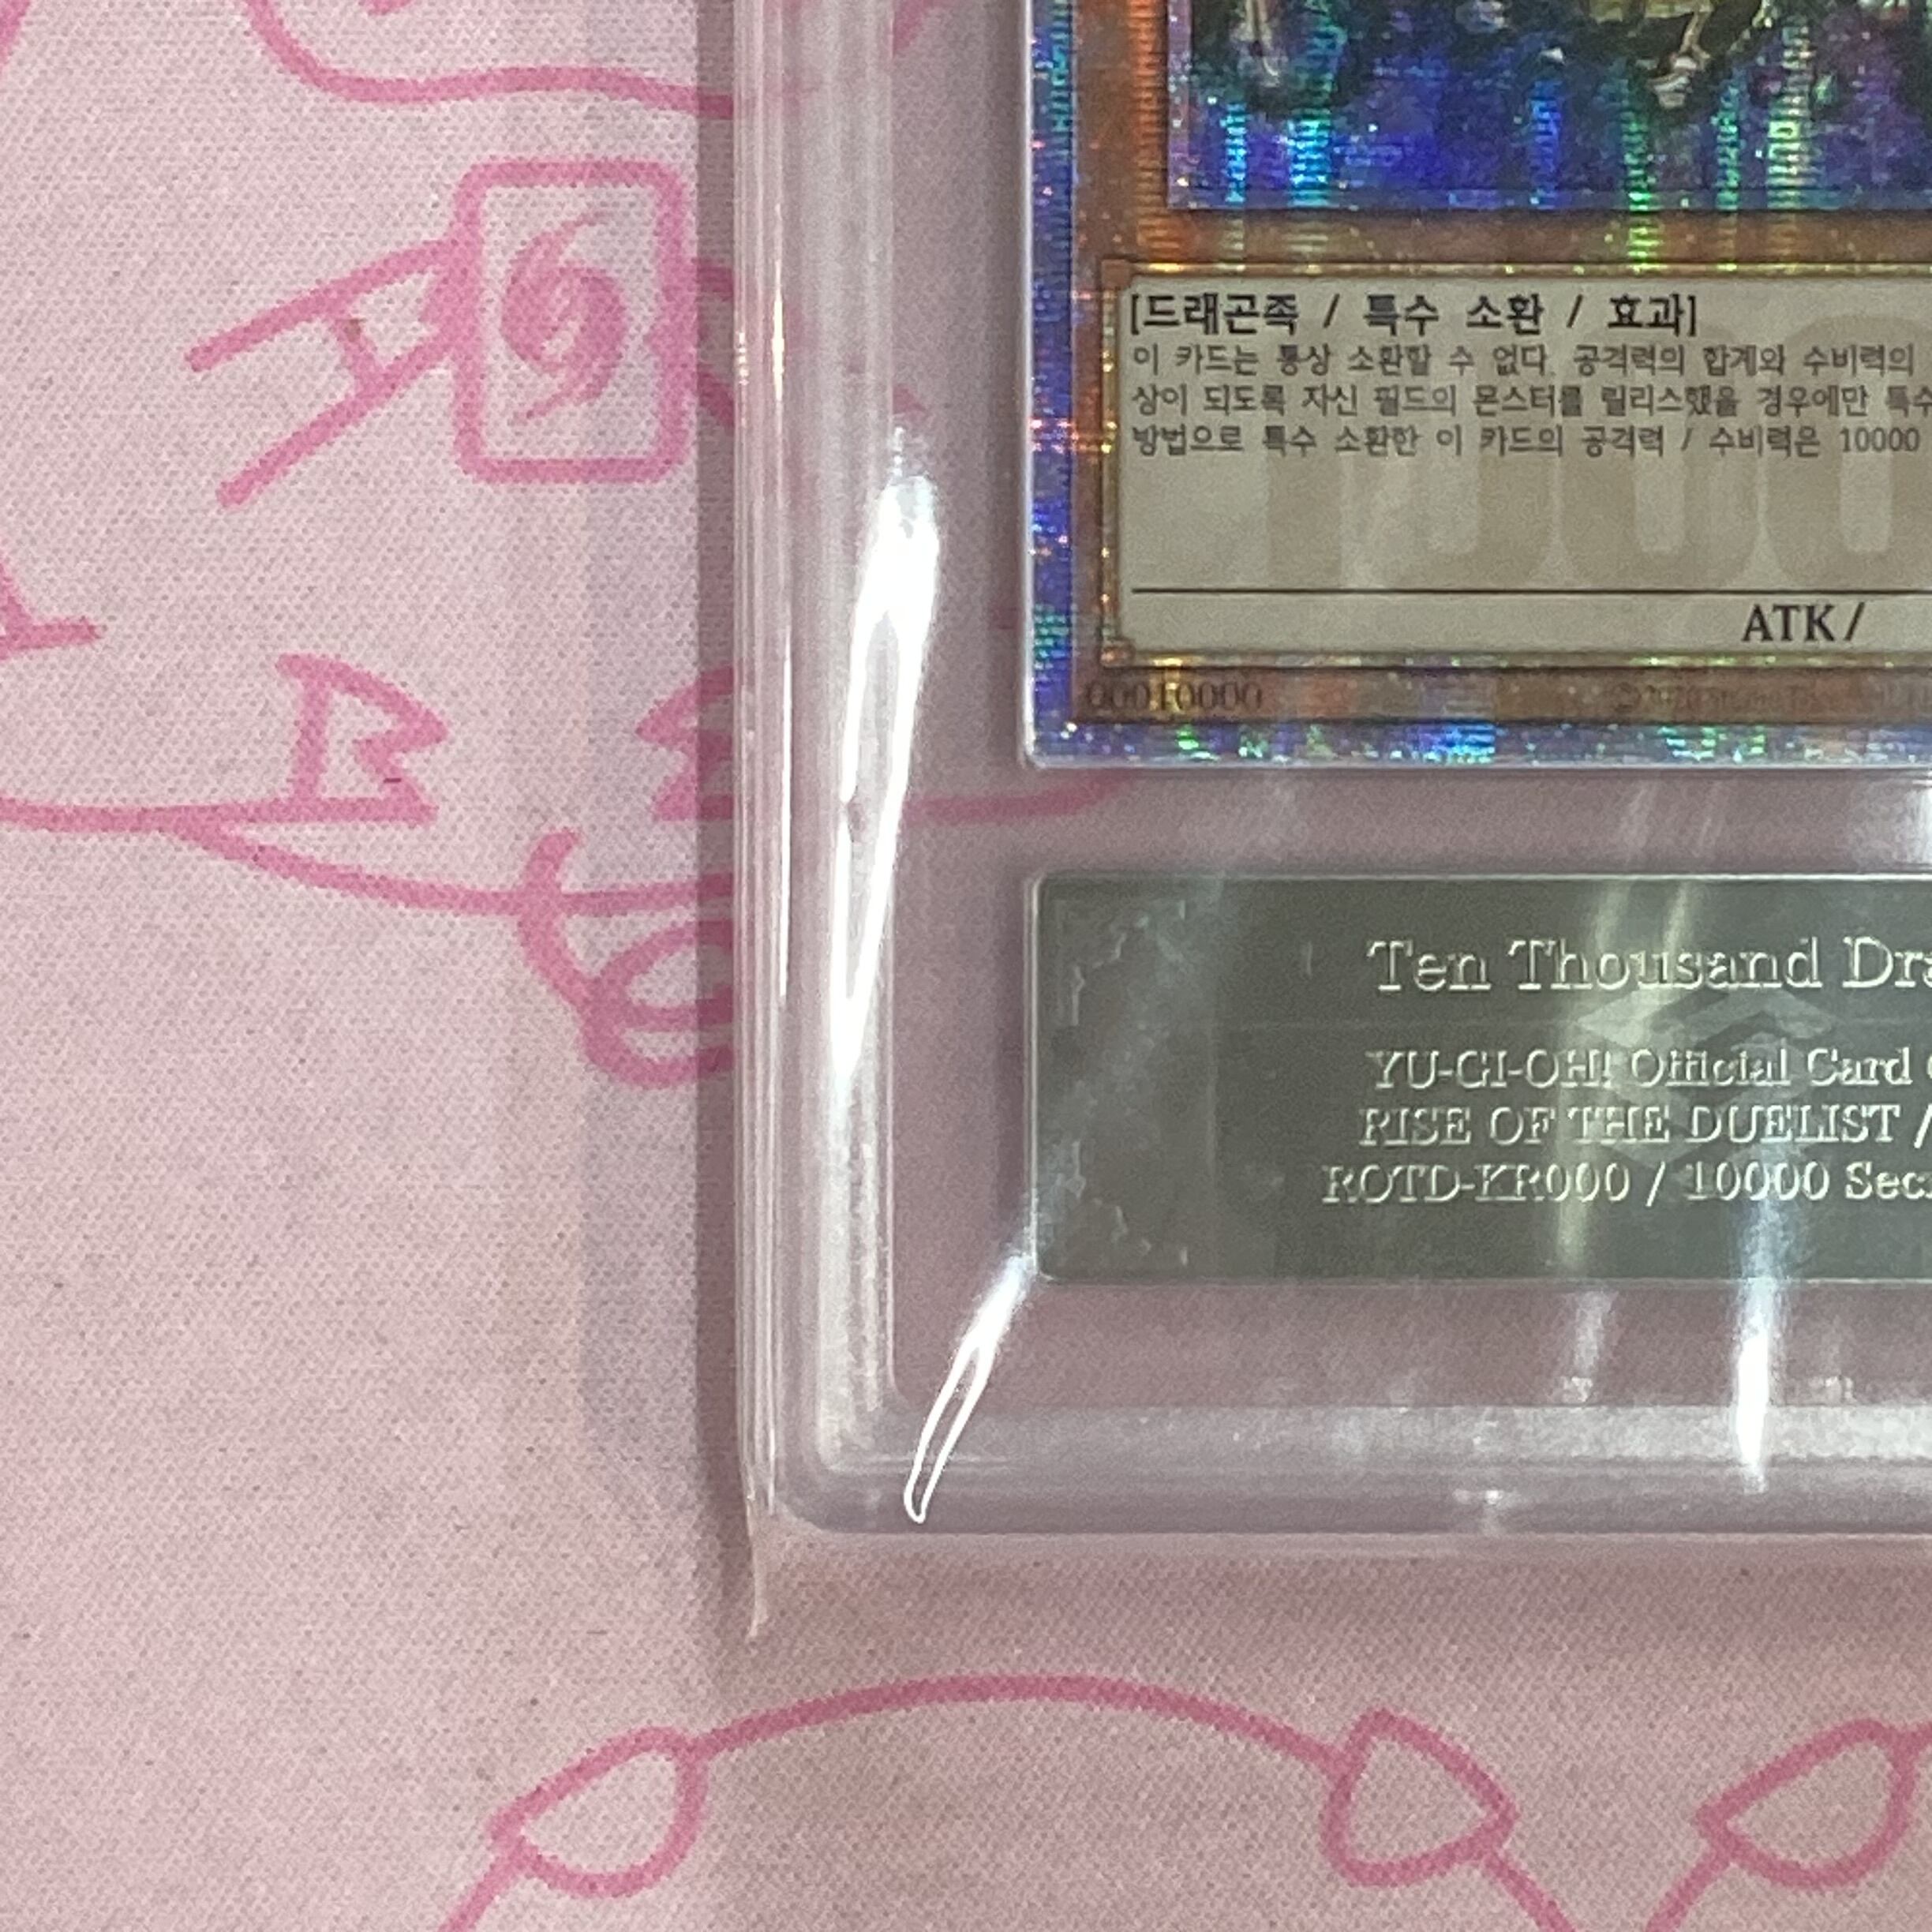 [드래곤족 / 특수 소환 / 효과]
이 카드는 통상 소환할 수 없다. 공격력의 합계와 수비력의
상이 되도록 자신 필드의 몬스터를 릴리스했을 경우에만 특수
방법으로 특수 소환한 이 카드의 공격력 / 수비력은 10000
ATK/
00010000
©2020
Ten Thousand Dra
YU-GI-OH! Official Card
RISE OF THE DUELIST /
ROTD-KR000 / 10000 Sec